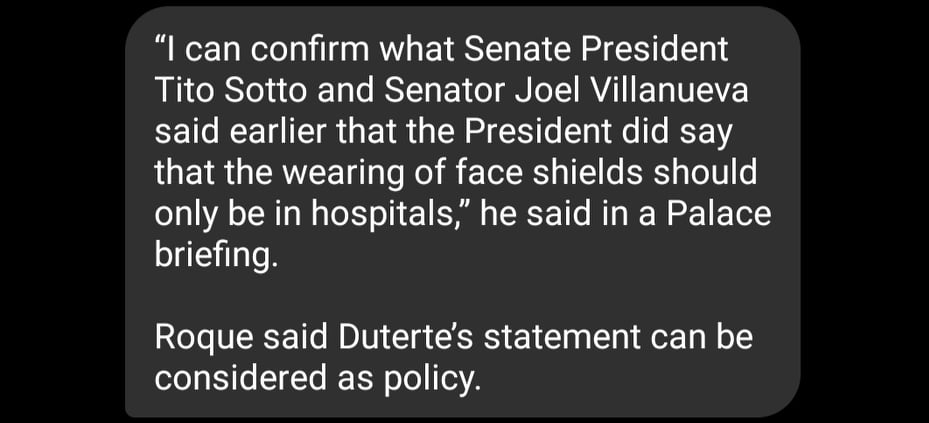 “I can confirm what Senate President
Tito Sotto and Senator Joel Villanueva
said earlier that the President did say
that the wearing of face shields should
only be in hospitals,” he said in a Palace
briefing.
Roque said Duterte’s statement can be
considered as policy.